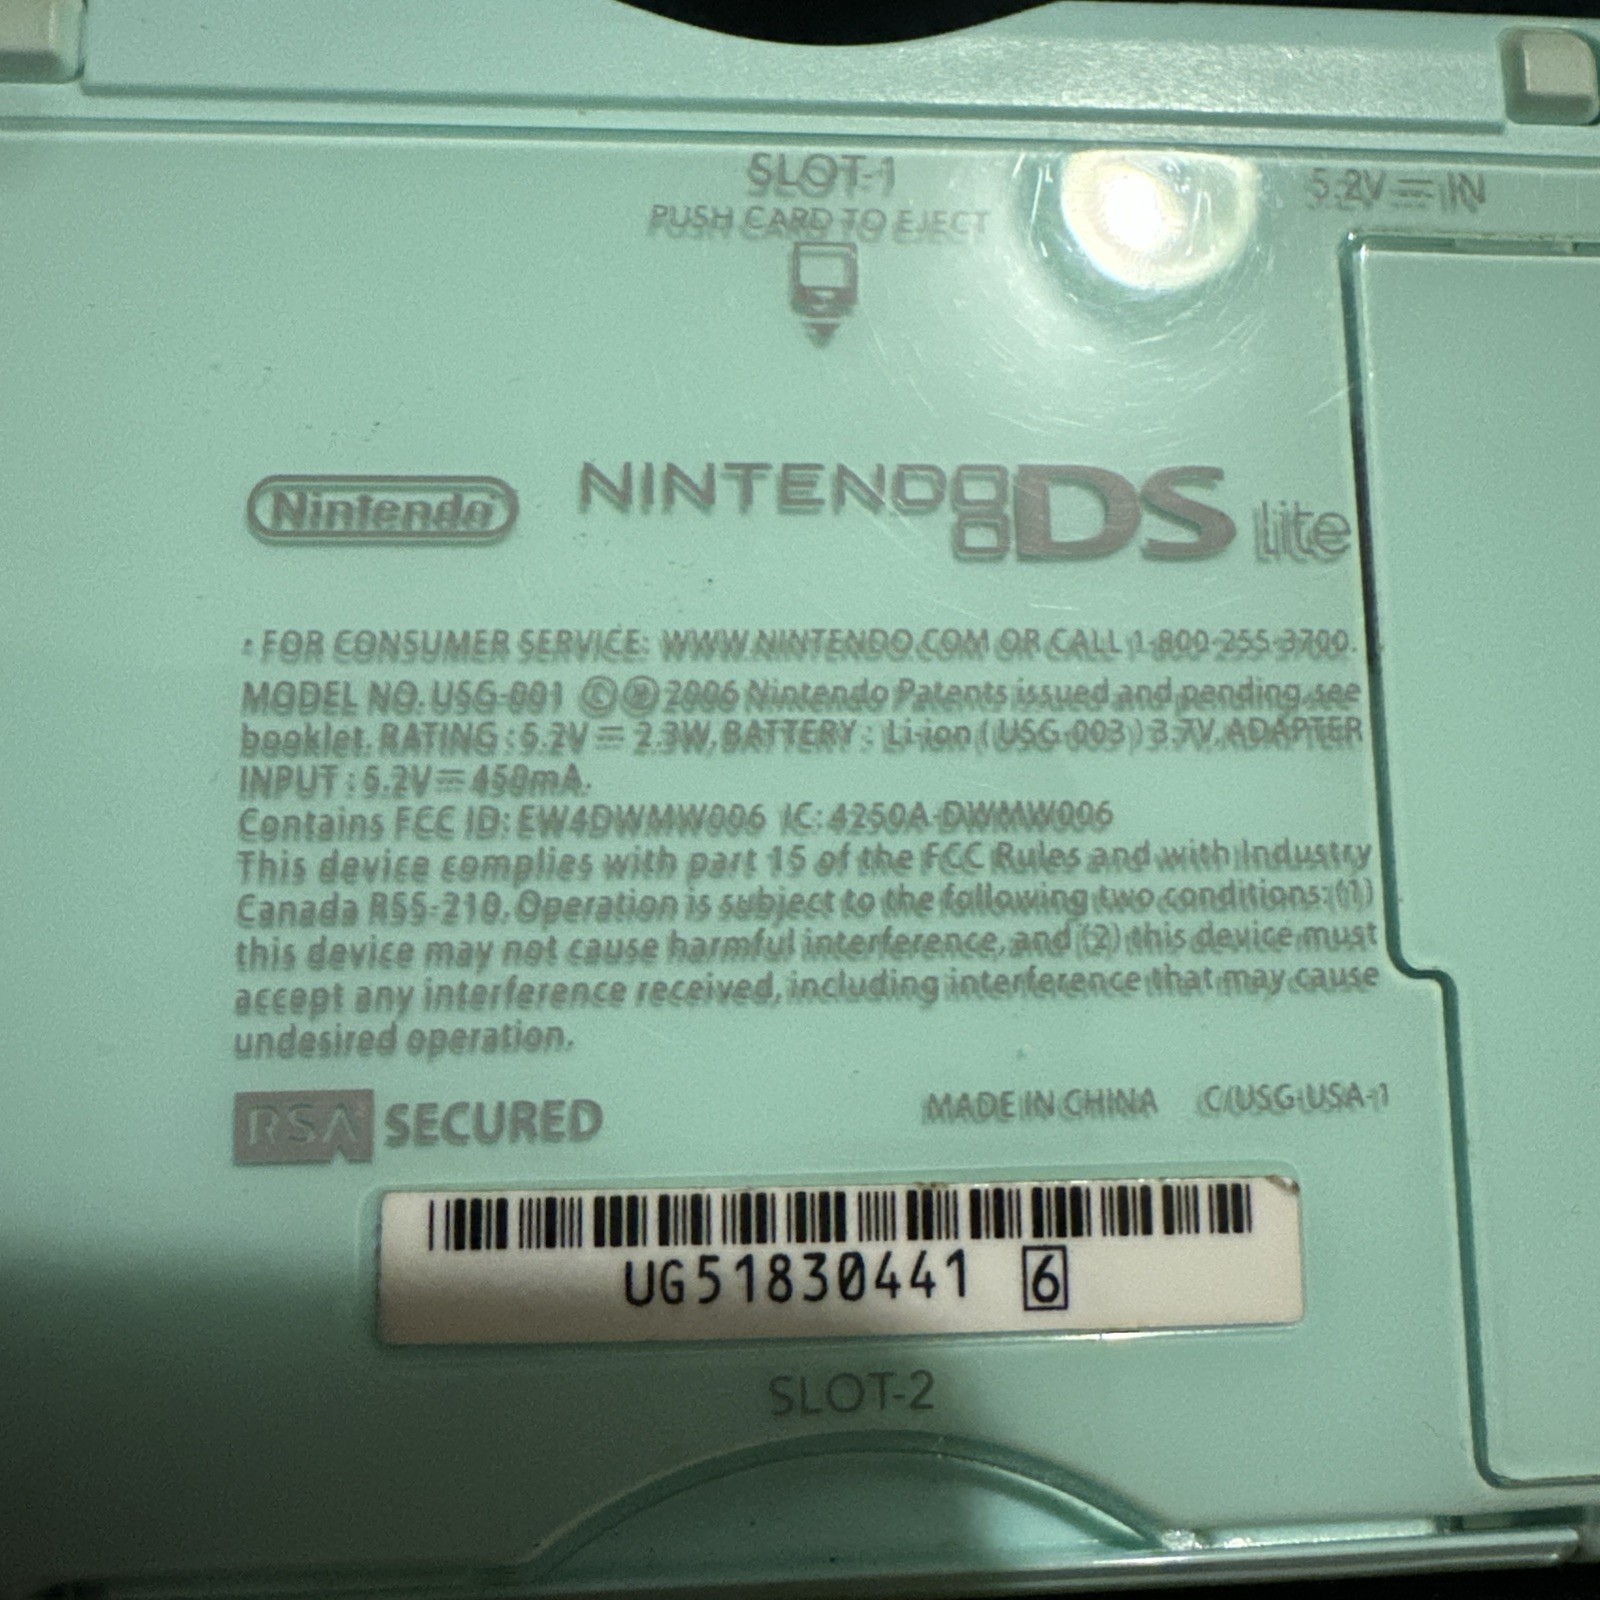 SLOT-1
PUSH CARD TO EJECT
5.2V⎓IN
Nintendo®
NINTENDO DS lite
• FOR CONSUMER SERVICE: WWW.NINTENDO.COM OR CALL 1-800-255-3700.
MODEL NO. USG-001 ©Ⓜ 2006 Nintendo Patents issued and pending, see
booklet. RATING : 5.2V⎓ 2.3W, BATTERY : Li-ion ( USG-003 ) 3.7V, ADAPTER
INPUT : 5.2V⎓ 450mA.
Contains FCC ID: EW4DWMW006 IC: 4250A-DWMW006
This device complies with part 15 of the FCC Rules and with Industry
Canada RSS-210. Operation is subject to the following two conditions: (1)
this device may not cause harmful interference, and (2) this device must
accept any interference received, including interference that may cause
undesired operation.
RSA SECURED
MADE IN CHINA C/USG-USA-1
UG51830441 6
SLOT-2